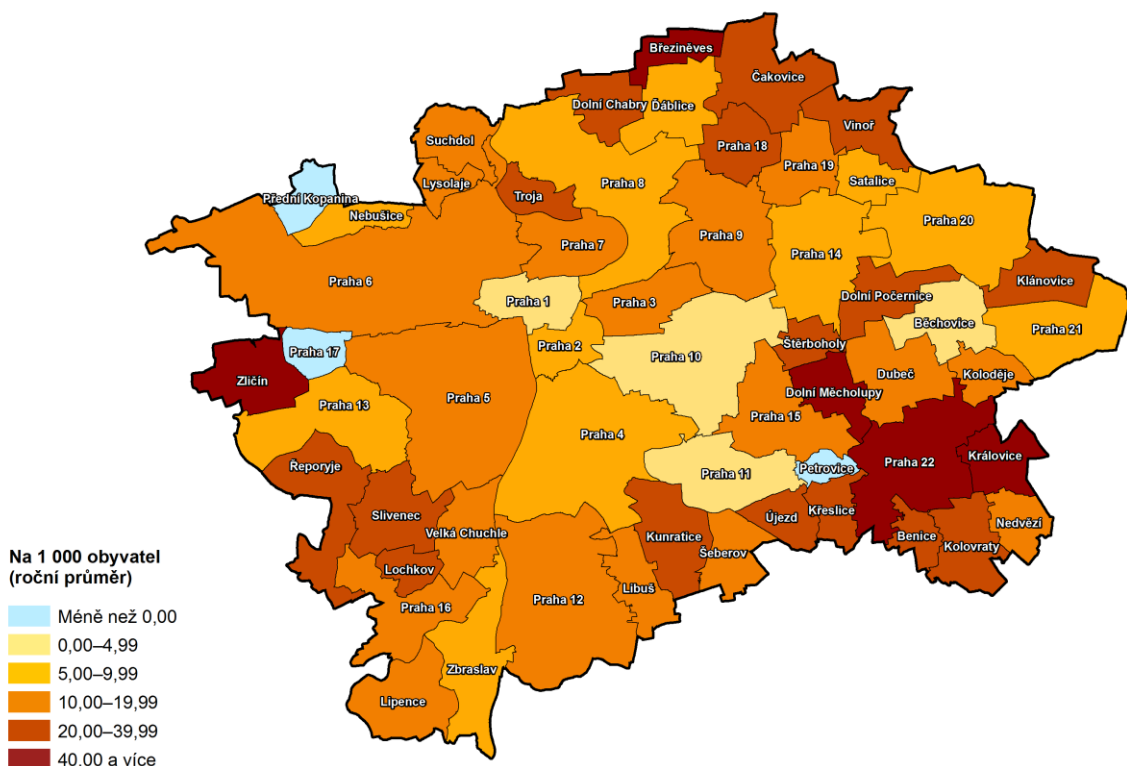 Březiněves
Čakovice
Dolní Chabry
Ďáblice
Vinoř
Suchdol
Praha 18
Praha 19
Lysolaje
Praha 8
Satalice
Troja
Přední Kopanina
Nebušice
Praha 20
Praha 7
Praha 9
Praha 14
Praha 6
Klánovice
Dolní Počernice
Praha 1
Praha 3
Běchovice
Praha 21
Praha 17
Praha 2
Štěrboholy
Praha 10
Dubeč
Koloděje
Zličín
Dolní Měcholupy
Praha 5
Praha 13
Praha 15
Praha 4
Praha 22
Královice
Řeporyje
Petrovice
Praha 11
Křeslice
Slivenec
Újezd
Nedvězí
Velká Chuchle
Kunratice
Benice
Kolovraty
Šeberov
Lochkov
Libuš
Praha 12
Praha 16
Zbraslav
Lipence
Na 1 000 obyvatel
(roční průměr)
Méně než 0,00
0,00–4,99
5,00–9,99
10,00–19,99
20,00–39,99
40,00 a více